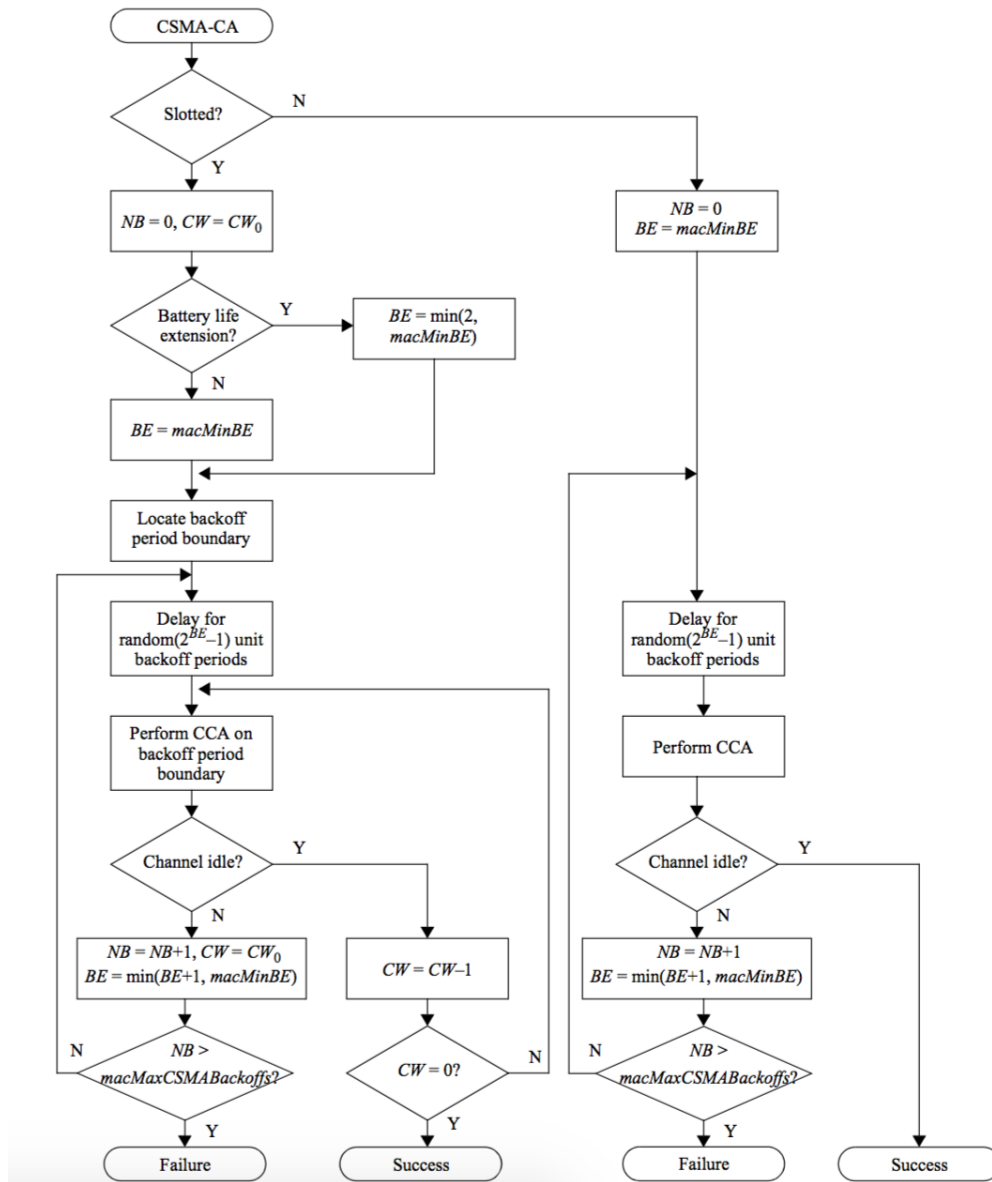 CSMA-CA
Slotted?
N
Y
NB = 0, CW = CW₀
NB = 0
BE = macMinBE
Battery life
extension?
Y
N
BE = min(2,
macMinBE)
BE = macMinBE
Locate backoff
period boundary
Delay for
random(2^BE–1) unit
backoff periods
Delay for
random(2^BE–1) unit
backoff periods
Perform CCA on
backoff period
boundary
Perform CCA
Channel idle?
Y
N
Channel idle?
Y
N
NB = NB+1, CW = CW₀
BE = min(BE+1, macMinBE)
CW = CW–1
NB = NB+1
BE = min(BE+1, macMinBE)
N
NB >
macMaxCSMABackoffs?
Y
CW = 0?
N
Y
N
NB >
macMaxCSMABackoffs?
Y
Failure
Success
Failure
Success